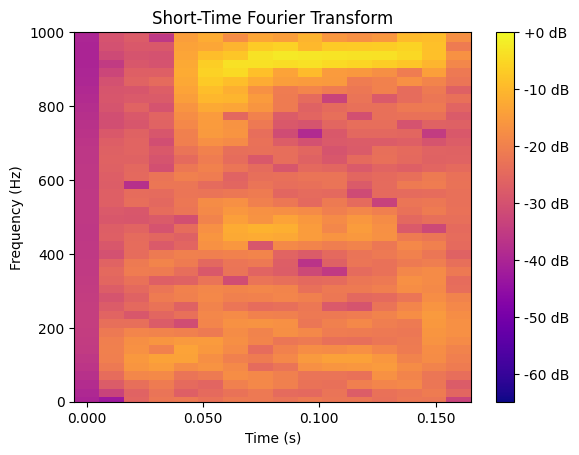 Short-Time Fourier Transform
1000
800
600
400
200
0
Frequency (Hz)
0.000
0.050
0.100
0.150
Time (s)
+0 dB
-10 dB
-20 dB
-30 dB
-40 dB
-50 dB
-60 dB